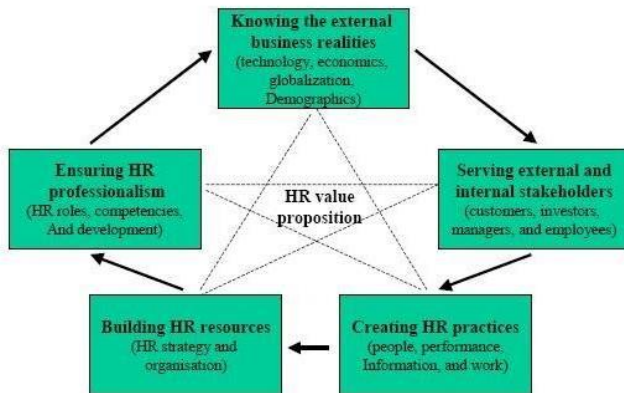 Knowing the external
business realities
(technology, economics,
globalization,
Demographics)
Ensuring HR
professionalism
(HR roles, competencies,
And development)
HR value
proposition
Serving external and
internal stakeholders
(customers, investors,
managers, and employees)
Building HR resources
(HR strategy and
organisation)
Creating HR practices
(people, performance,
Information, and work)